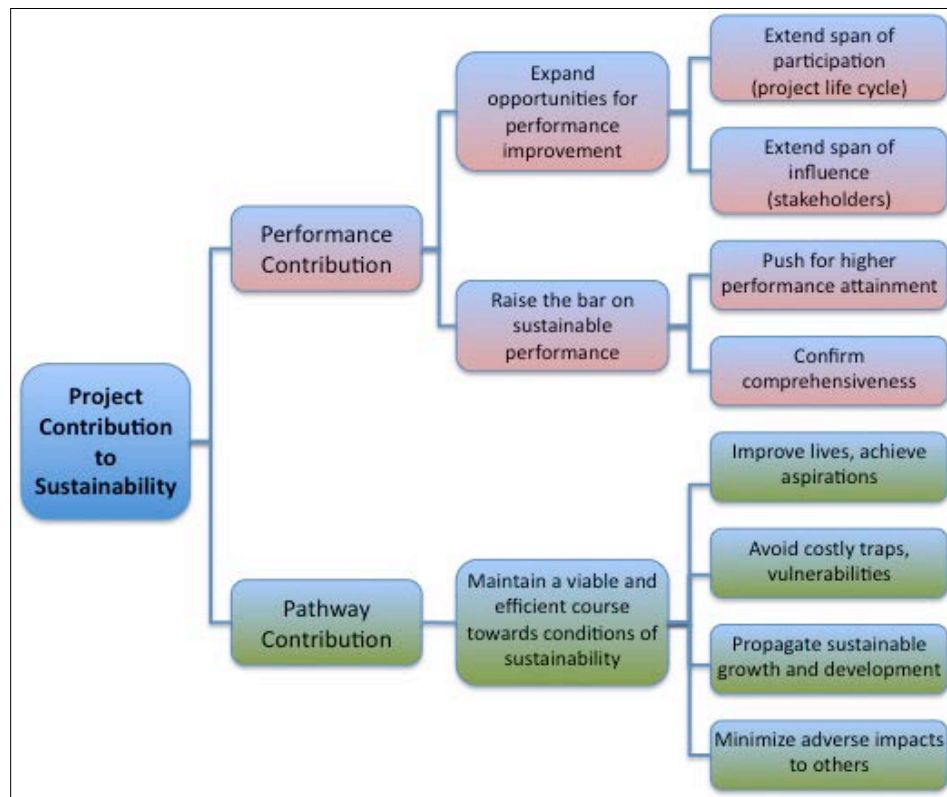 Project
Contribution
to
Sustainability
Performance
Contribution
Expand
opportunities for
performance
improvement
Extend span of
participation
(project life cycle)
Extend span of
influence
(stakeholders)
Raise the bar on
sustainable
performance
Push for higher
performance attainment
Confirm
comprehensiveness
Pathway
Contribution
Maintain a viable and
efficient course
towards conditions of
sustainability
Improve lives, achieve
aspirations
Avoid costly traps,
vulnerabilities
Propagate sustainable
growth and development
Minimize adverse impacts
to others